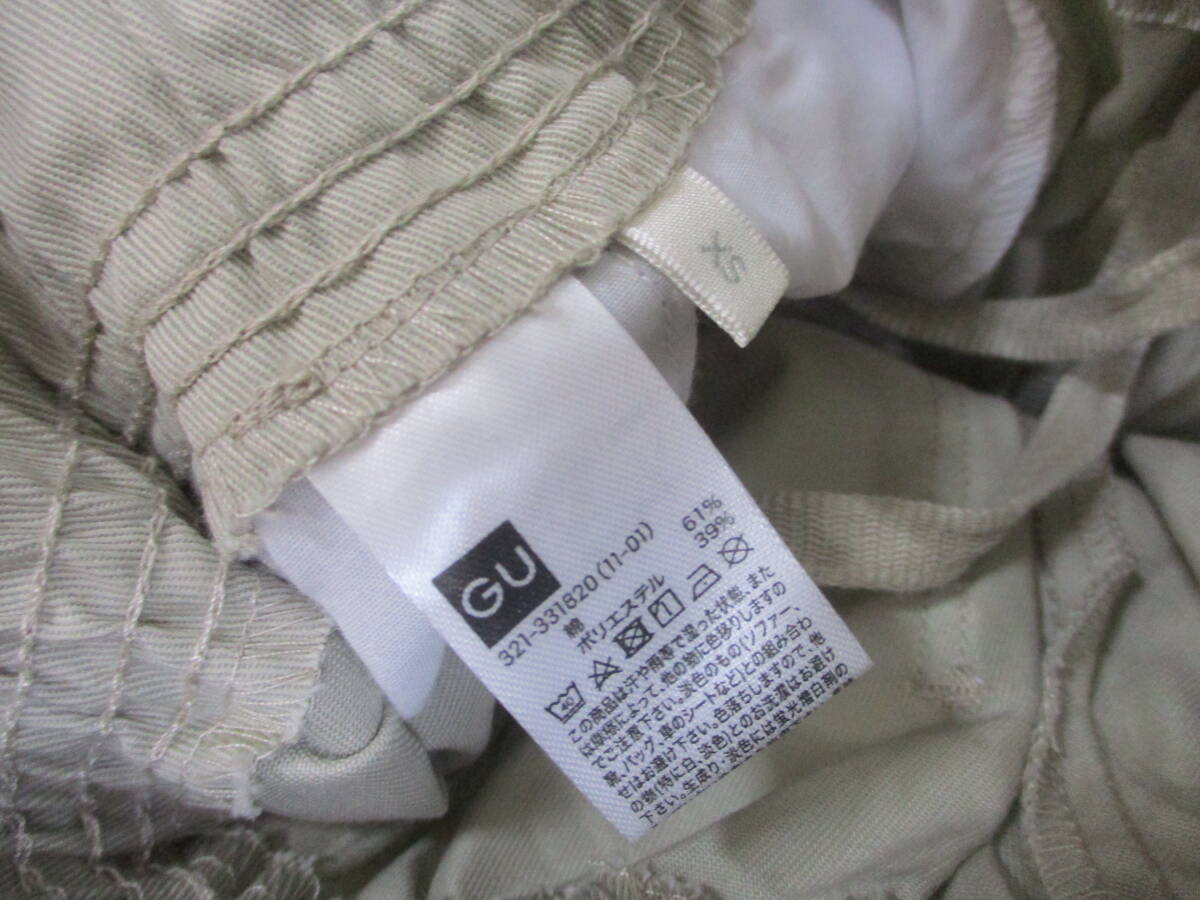 XS
GU
321-331820(11-01)
綿 61%
ポリエステル 39%
40
この商品は汗や雨等で湿った状態、また
は摩擦によって、他の物に色移りしますの
でご注意下さい。淡色のもの(ソファー、
靴、バッグ、車のシートなど)との組み合わ
せはお避け下さい。色落ちしますので、他
の物(特に白、淡色)とのお洗濯はお避け
下さい。生成り、淡色には蛍光増白剤の